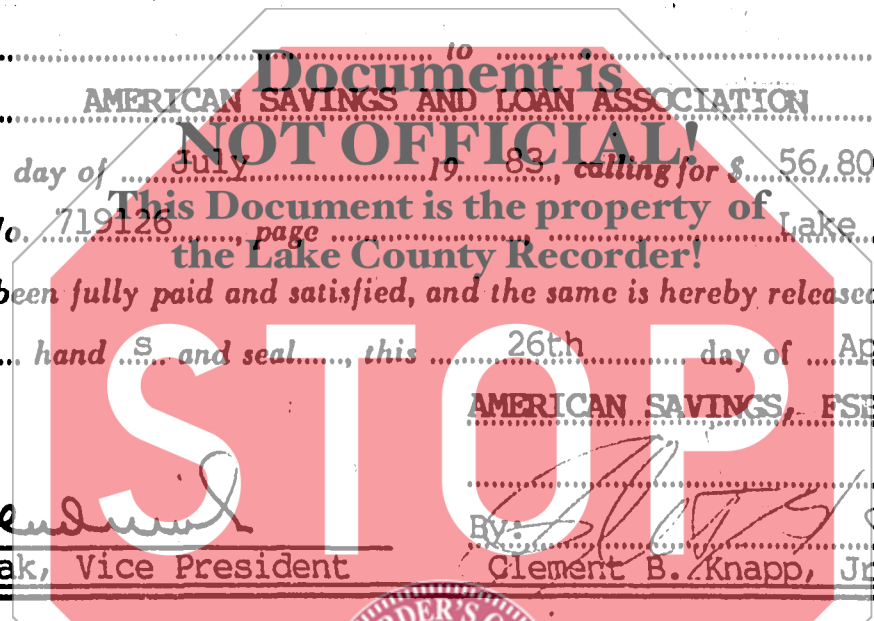 to
Document is
AMERICAN SAVINGS AND LOAN ASSOCIATION
NOT OFFICIAL!
day of July 19 83, calling for $ 56,80
This Document is the property of
No. 719126, page Lake
the Lake County Recorder!
been fully paid and satisfied, and the same is hereby released
hand s and seal, this 26th day of Ap
AMERICAN SAVINGS, FSB
STOP
By:
ak, Vice President Clement B. Knapp, Jr
RDER'S O